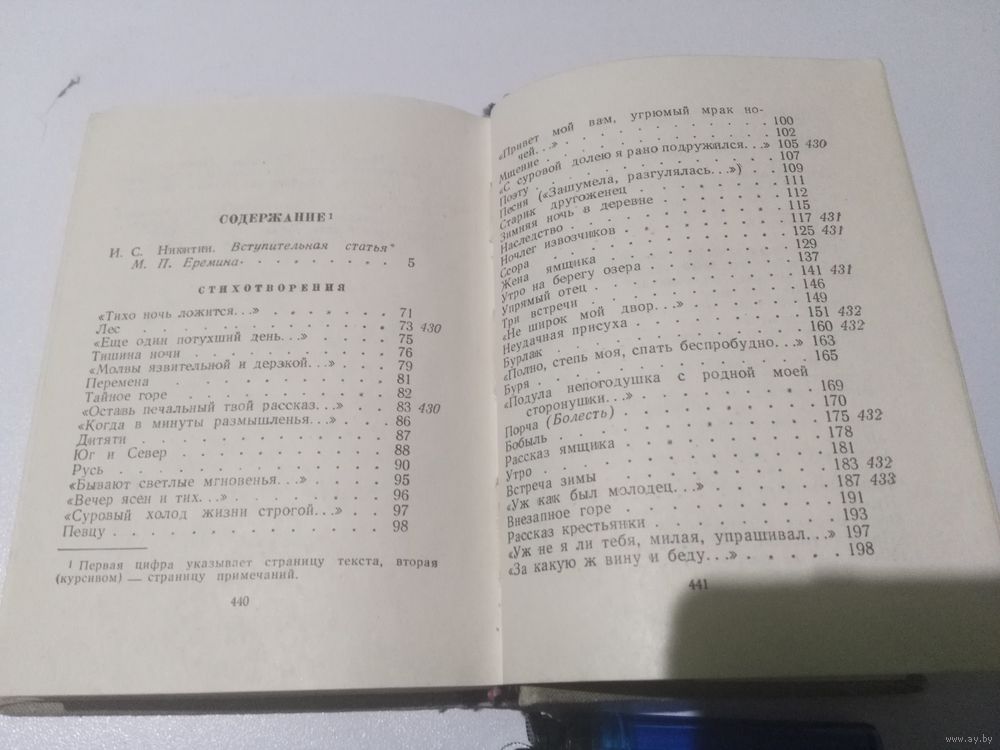 СОДЕРЖАНИЕ¹
И. С. Никитин. Вступительная статья
М. П. Еремина . . . . . . . . 5
СТИХОТВОРЕНИЯ
«Тихо ночь ложится...» . . . . . . 71
Лес . . . . . . . . . . 73 430
«Еще один потухший день...» . . . . 75
Тишина ночи . . . . . . . . 76
«Молвы язвительной и дерзкой...» . . . 79
Перемена . . . . . . . . . 81
Тайное горе . . . . . . . . 82
«Оставь печальный твой рассказ...» . . 83 430
«Когда в минуты размышленья...» . . . 86
Дитяти . . . . . . . . . 87
Юг и Север . . . . . . . . 88
Русь . . . . . . . . . . 90
«Бывают светлые мгновенья...» . . . . 95
«Вечер ясен и тих...» . . . . . . 96
«Суровый холод жизни строгой...» . . . 97
Певцу . . . . . . . . . . 98
¹ Первая цифра указывает страницу текста, вторая
(курсивом) — страницу примечаний.
440
«Привет мой вам, угрюмый мрак но-
чей...» . . . . . . . . . 100
Мщение . . . . . . . . . 102
«С суровой долею я рано подружился...» 105 430
Поэту . . . . . . . . . . 107
Песня («Зашумела, разгулялась...») . . 109
Старик другоженец . . . . . . 111
Зимняя ночь в деревне . . . . . 112
Наследство . . . . . . . . 115
Ночлег извозчиков . . . . . . 117 431
Ссора . . . . . . . . . . 125 431
Жена ямщика . . . . . . . . 129
Утро на берегу озера . . . . . 137
Упрямый отец . . . . . . . . 141 431
Три встречи . . . . . . . . 146
«Не широк мой двор...» . . . . . 149
Неудачная присуха . . . . . . 151 432
Бурлак . . . . . . . . . 160 432
«Полно, степь моя, спать беспробудно...» 163
Буря . . . . . . . . . . 165
«Подула непогодушка с родной моей
сторонушки...» . . . . . . . 169
Порча (Болесть) . . . . . . . 170
Бобыль . . . . . . . . . 175 432
Рассказ ямщика . . . . . . . 178
Утро . . . . . . . . . . 181
Встреча зимы . . . . . . . . 183 432
«Уж как был молодец...» . . . . . 187 433
Внезапное горе . . . . . . . 191
Рассказ крестьянки . . . . . . 193
«Уж не я ли тебя, милая, упрашивал...» 197
«За какую ж вину и беду...» . . . . 198
441
www.ay.by